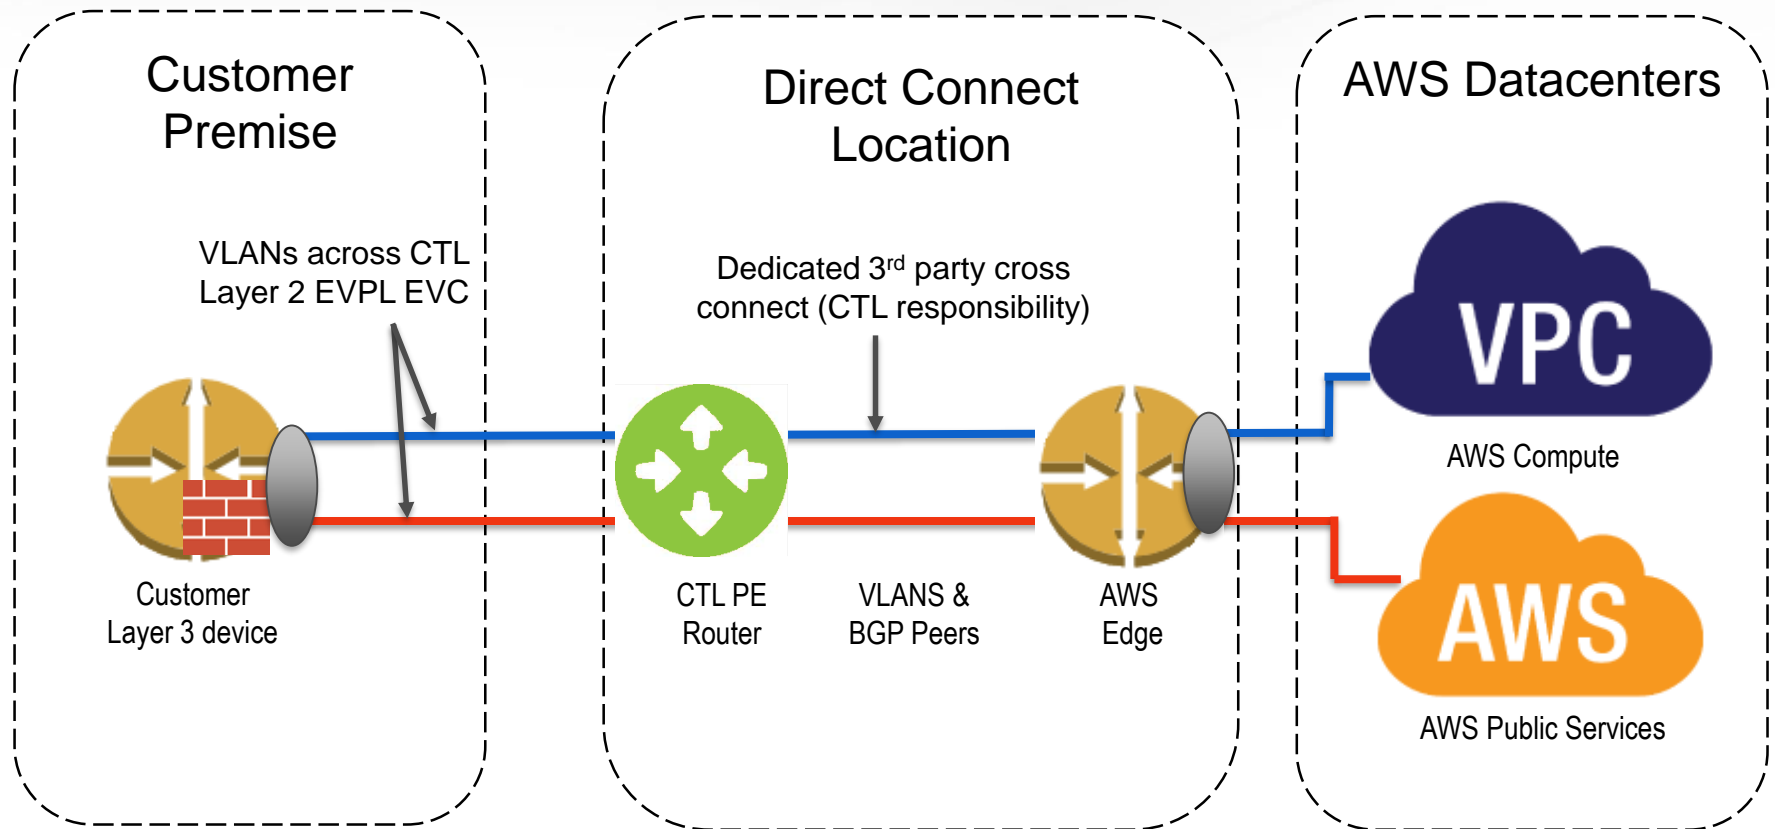 Customer
Premise
VLANs across CTL
Layer 2 EVPL EVC
Customer
Layer 3 device
Direct Connect
Location
Dedicated 3rd party cross
connect (CTL responsibility)
CTL PE
Router
VLANS &
BGP Peers
AWS
Edge
AWS Datacenters
VPC
AWS Compute
AWS
AWS Public Services